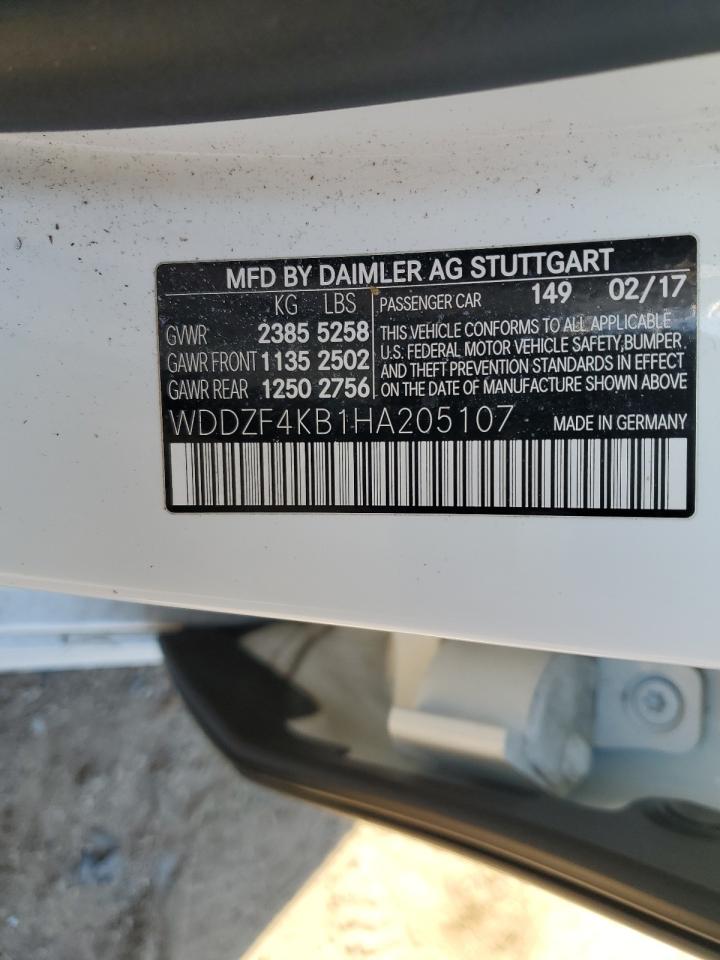 MFD BY DAIMLER AG STUTTGART
KG LBS
GVWR 2385 5258
GAWR FRONT 1135 2502
GAWR REAR 1250 2756
PASSENGER CAR 149 02/17
THIS VEHICLE CONFORMS TO ALL APPLICABLE
U.S. FEDERAL MOTOR VEHICLE SAFETY,BUMPER,
AND THEFT PREVENTION STANDARDS IN EFFECT
ON THE DATE OF MANUFACTURE SHOWN ABOVE
WDDZF4KB1HA205107 MADE IN GERMANY